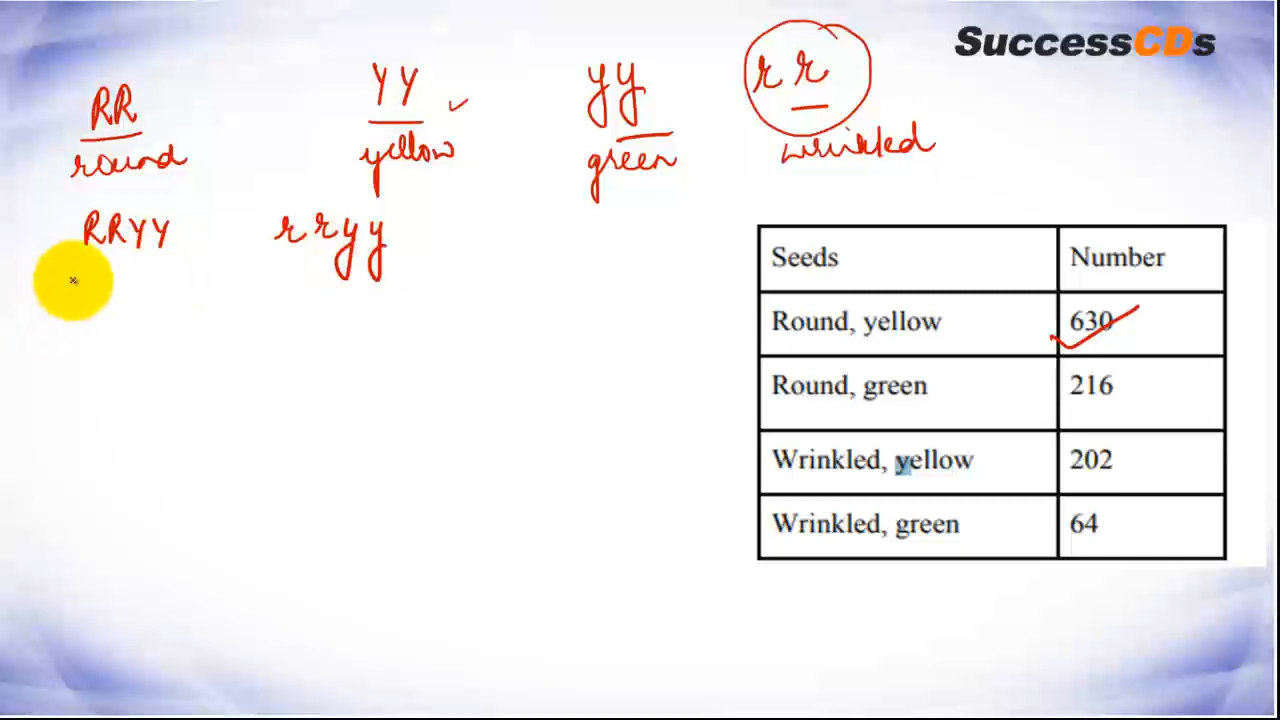 SuccessCDs
RR YY yy rr
round yellow green wrinkled
RRYY rryy
Seeds Number
Round, yellow 630
Round, green 216
Wrinkled, yellow 202
Wrinkled, green 64